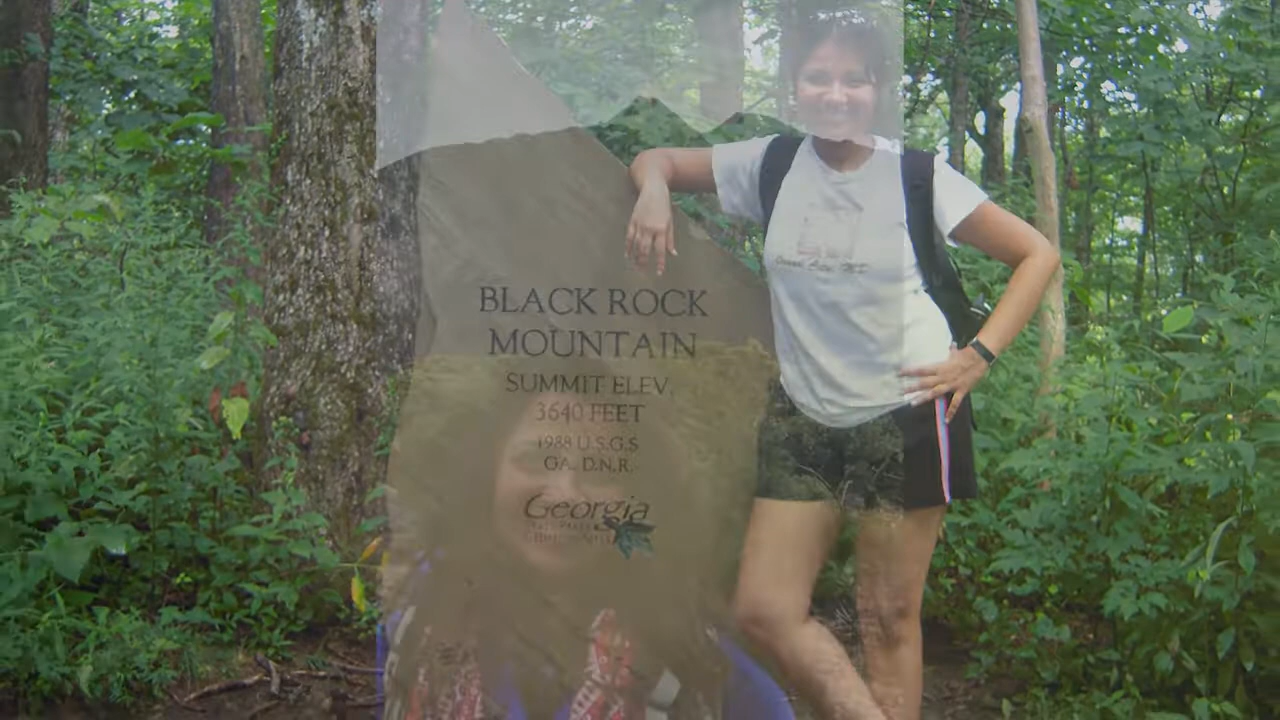 BLACK ROCK
MOUNTAIN
SUMMIT ELEV.
3640 FEET
1988 U.S.G.S
GA. D.N.R.
Georgia